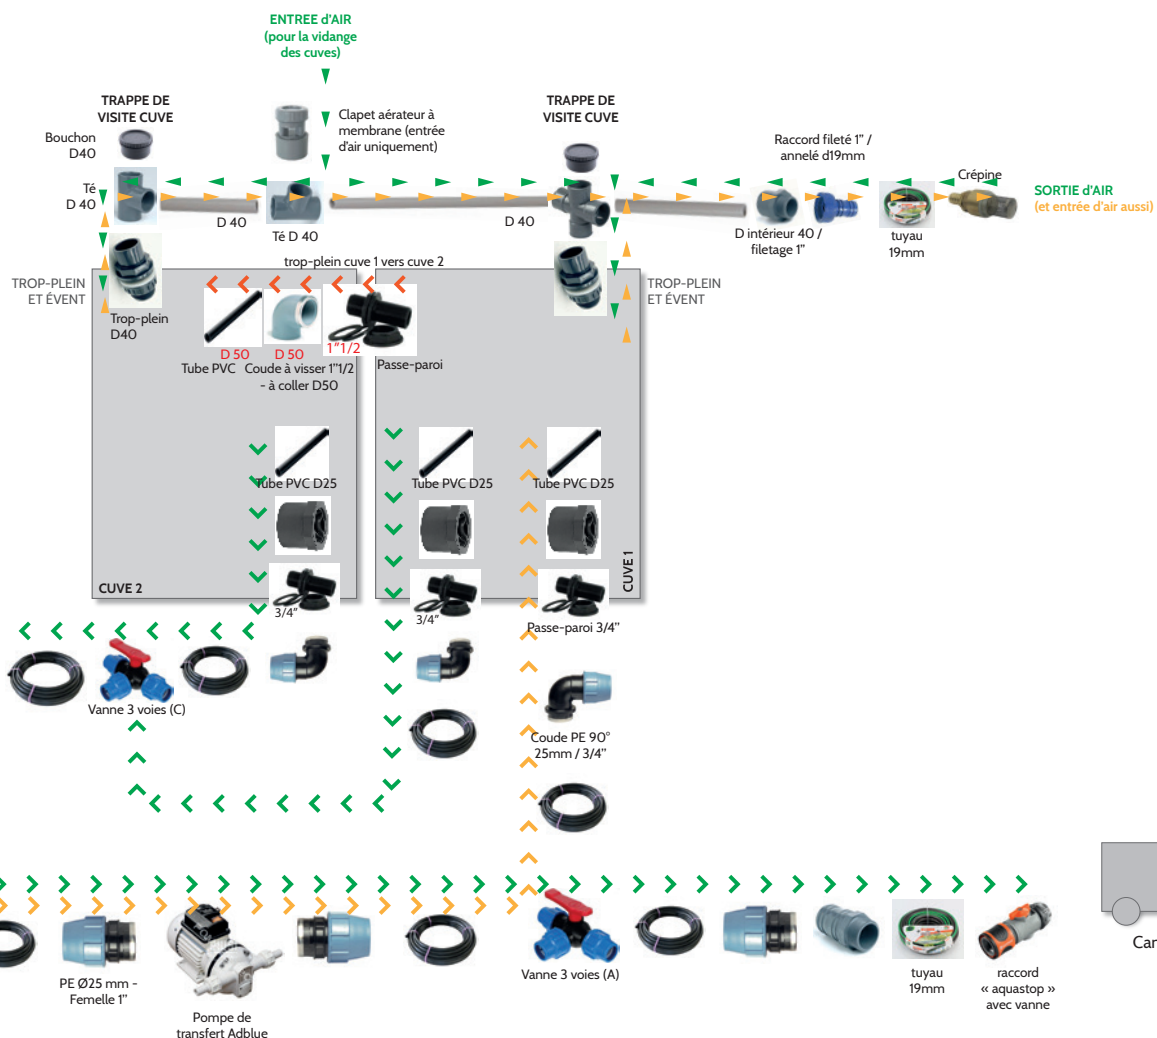 ENTREE d'AIR
(pour la vidange
des cuves)
TRAPPE DE
VISITE CUVE
Bouchon
D40
Clapet aérateur à
membrane (entrée
d'air uniquement)
TRAPPE DE
VISITE CUVE
Raccord fileté 1" /
annelé d19mm
Té
D 40
Crépine
SORTIE D'AIR
(et entrée d'air aussi)
D 40
Té D 40
D 40
D intérieur 40 /
filetage 1"
tuyau
19mm
trop-plein cuve 1 vers cuve 2
TROP-PLEIN
ET ÉVENT
TROP-PLEIN
ET ÉVENT
Trop-plein
D40
D 50
D 50
1"1/2
Tube PVC
Coude à visser 1"1/2
- à coller D50
Passe-paroi
Tube PVC D25
Tube PVC D25
Tube PVC D25
CUVE 2
CUVE 1
3/4"
3/4"
Passe-paroi 3/4"
Vanne 3 voies (C)
Coude PE 90°
25mm / 3/4"
Can
PE Ø25 mm -
Femelle 1"
Pompe de
transfert Adblue
Vanne 3 voies (A)
tuyau
19mm
raccord
« aquastop »
avec vanne